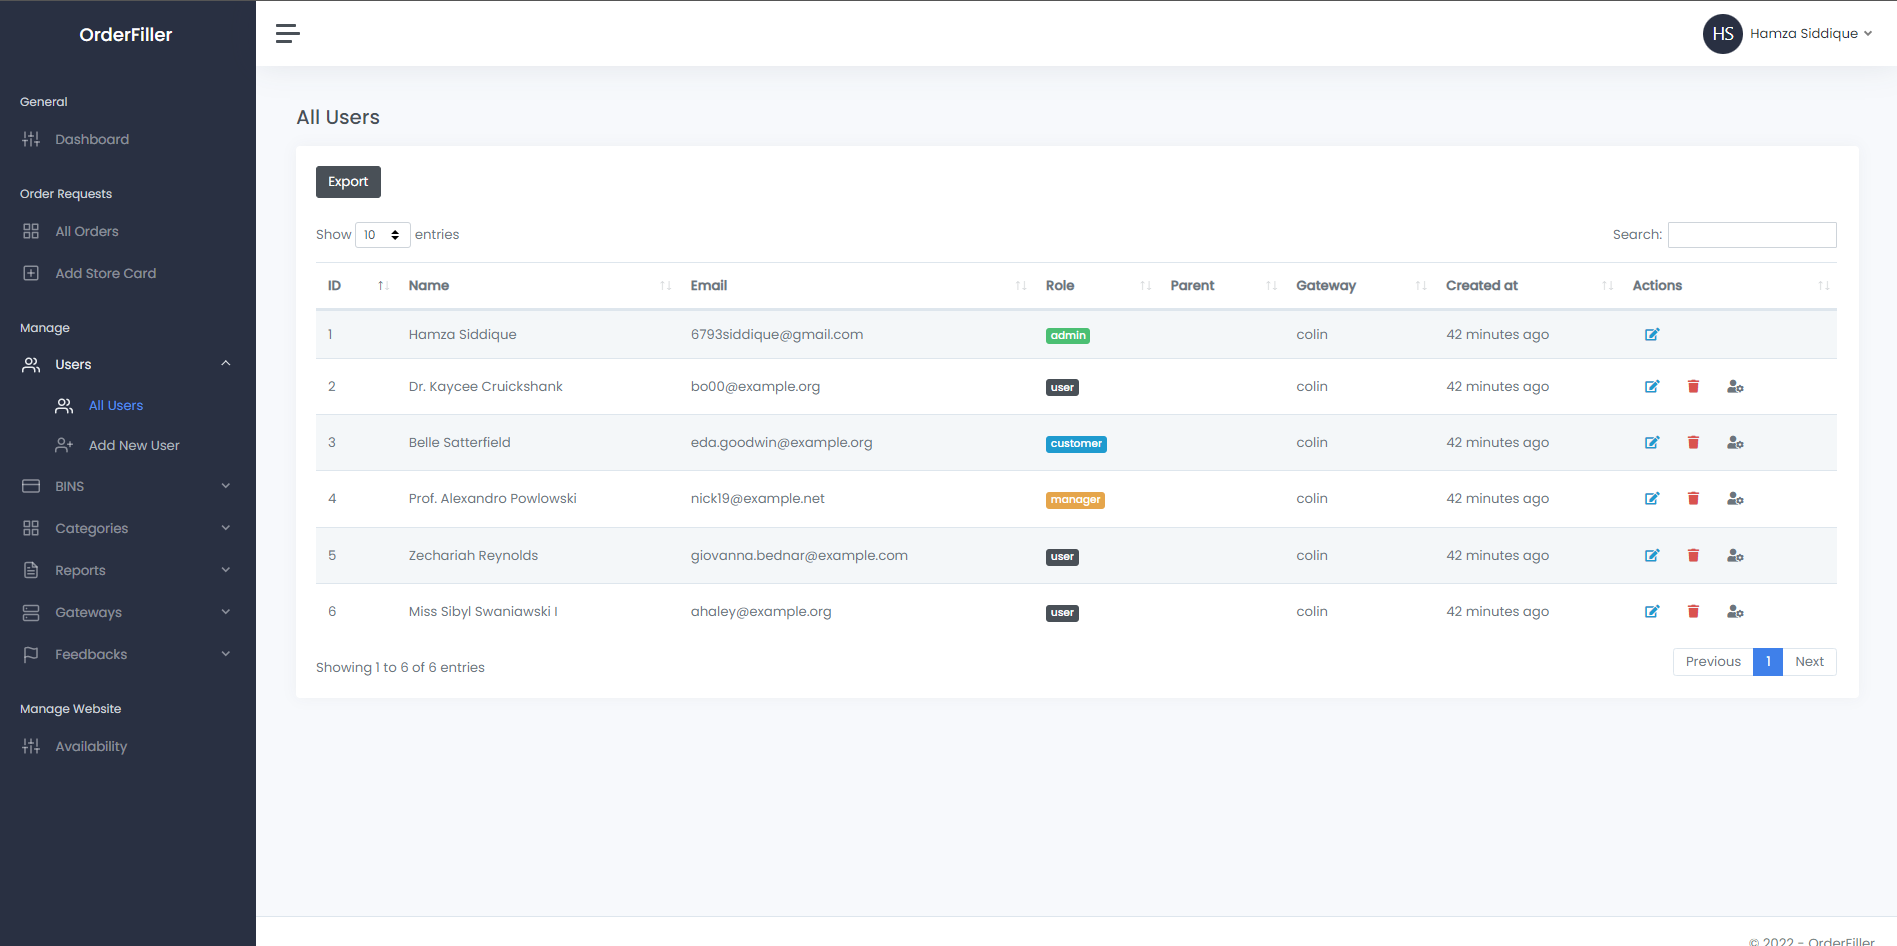 OrderFiller
General
Dashboard
Order Requests
All Orders
Add Store Card
Manage
Users
All Users
Add New User
BINS
Categories
Reports
Gateways
Feedbacks
Manage Website
Availability
HS Hamza Siddique
All Users
Export
Show 10 entries
Search:
ID Name Email Role Parent Gateway Created at Actions
1 Hamza Siddique 6793siddique@gmail.com admin colin 42 minutes ago
2 Dr. Kaycee Cruickshank bo00@example.org user colin 42 minutes ago
3 Belle Satterfield eda.goodwin@example.org customer colin 42 minutes ago
4 Prof. Alexandro Powlowski nick19@example.net manager colin 42 minutes ago
5 Zechariah Reynolds giovanna.bednar@example.com user colin 42 minutes ago
6 Miss Sibyl Swaniawski I ahaley@example.org user colin 42 minutes ago
Showing 1 to 6 of 6 entries
Previous 1 Next
© 2022 - OrderFiller